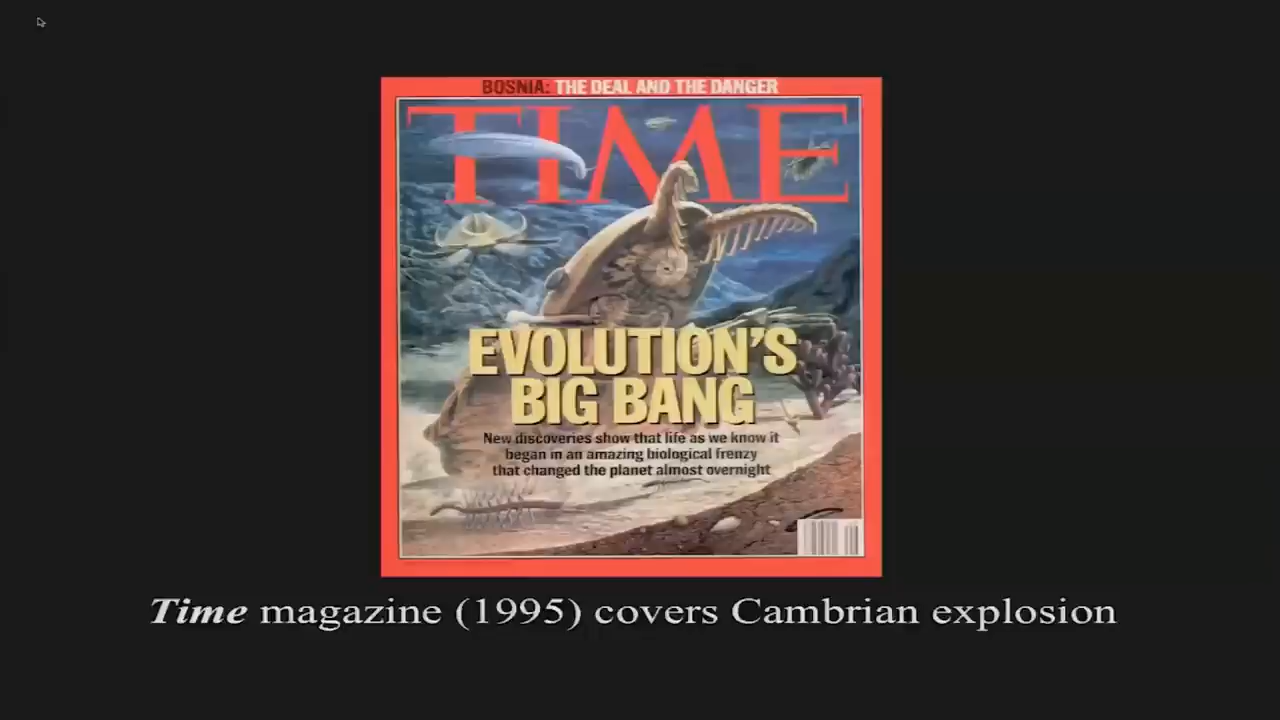 BOSNIA: THE DEAL AND THE DANGER
TIME
EVOLUTION'S
BIG BANG
New discoveries show that life as we know it
began in an amazing biological frenzy
that changed the planet almost overnight
Time magazine (1995) covers Cambrian explosion